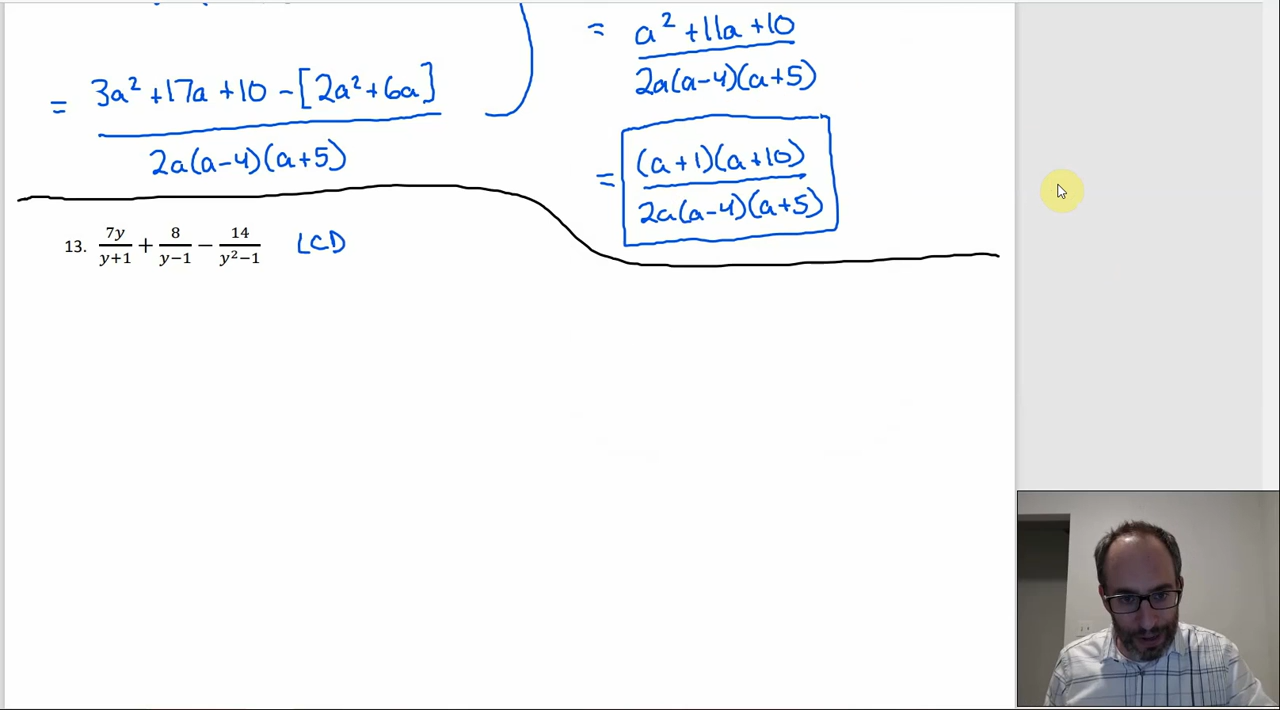 = 3a² + 17a + 10 - [2a² + 6a]
2a(a-4)(a+5)
= a² + 11a + 10
2a(a-4)(a+5)
= (a+1)(a+10)
2a(a-4)(a+5)
13. 7y/y+1 + 8/y−1 − 14/y²−1 LCD